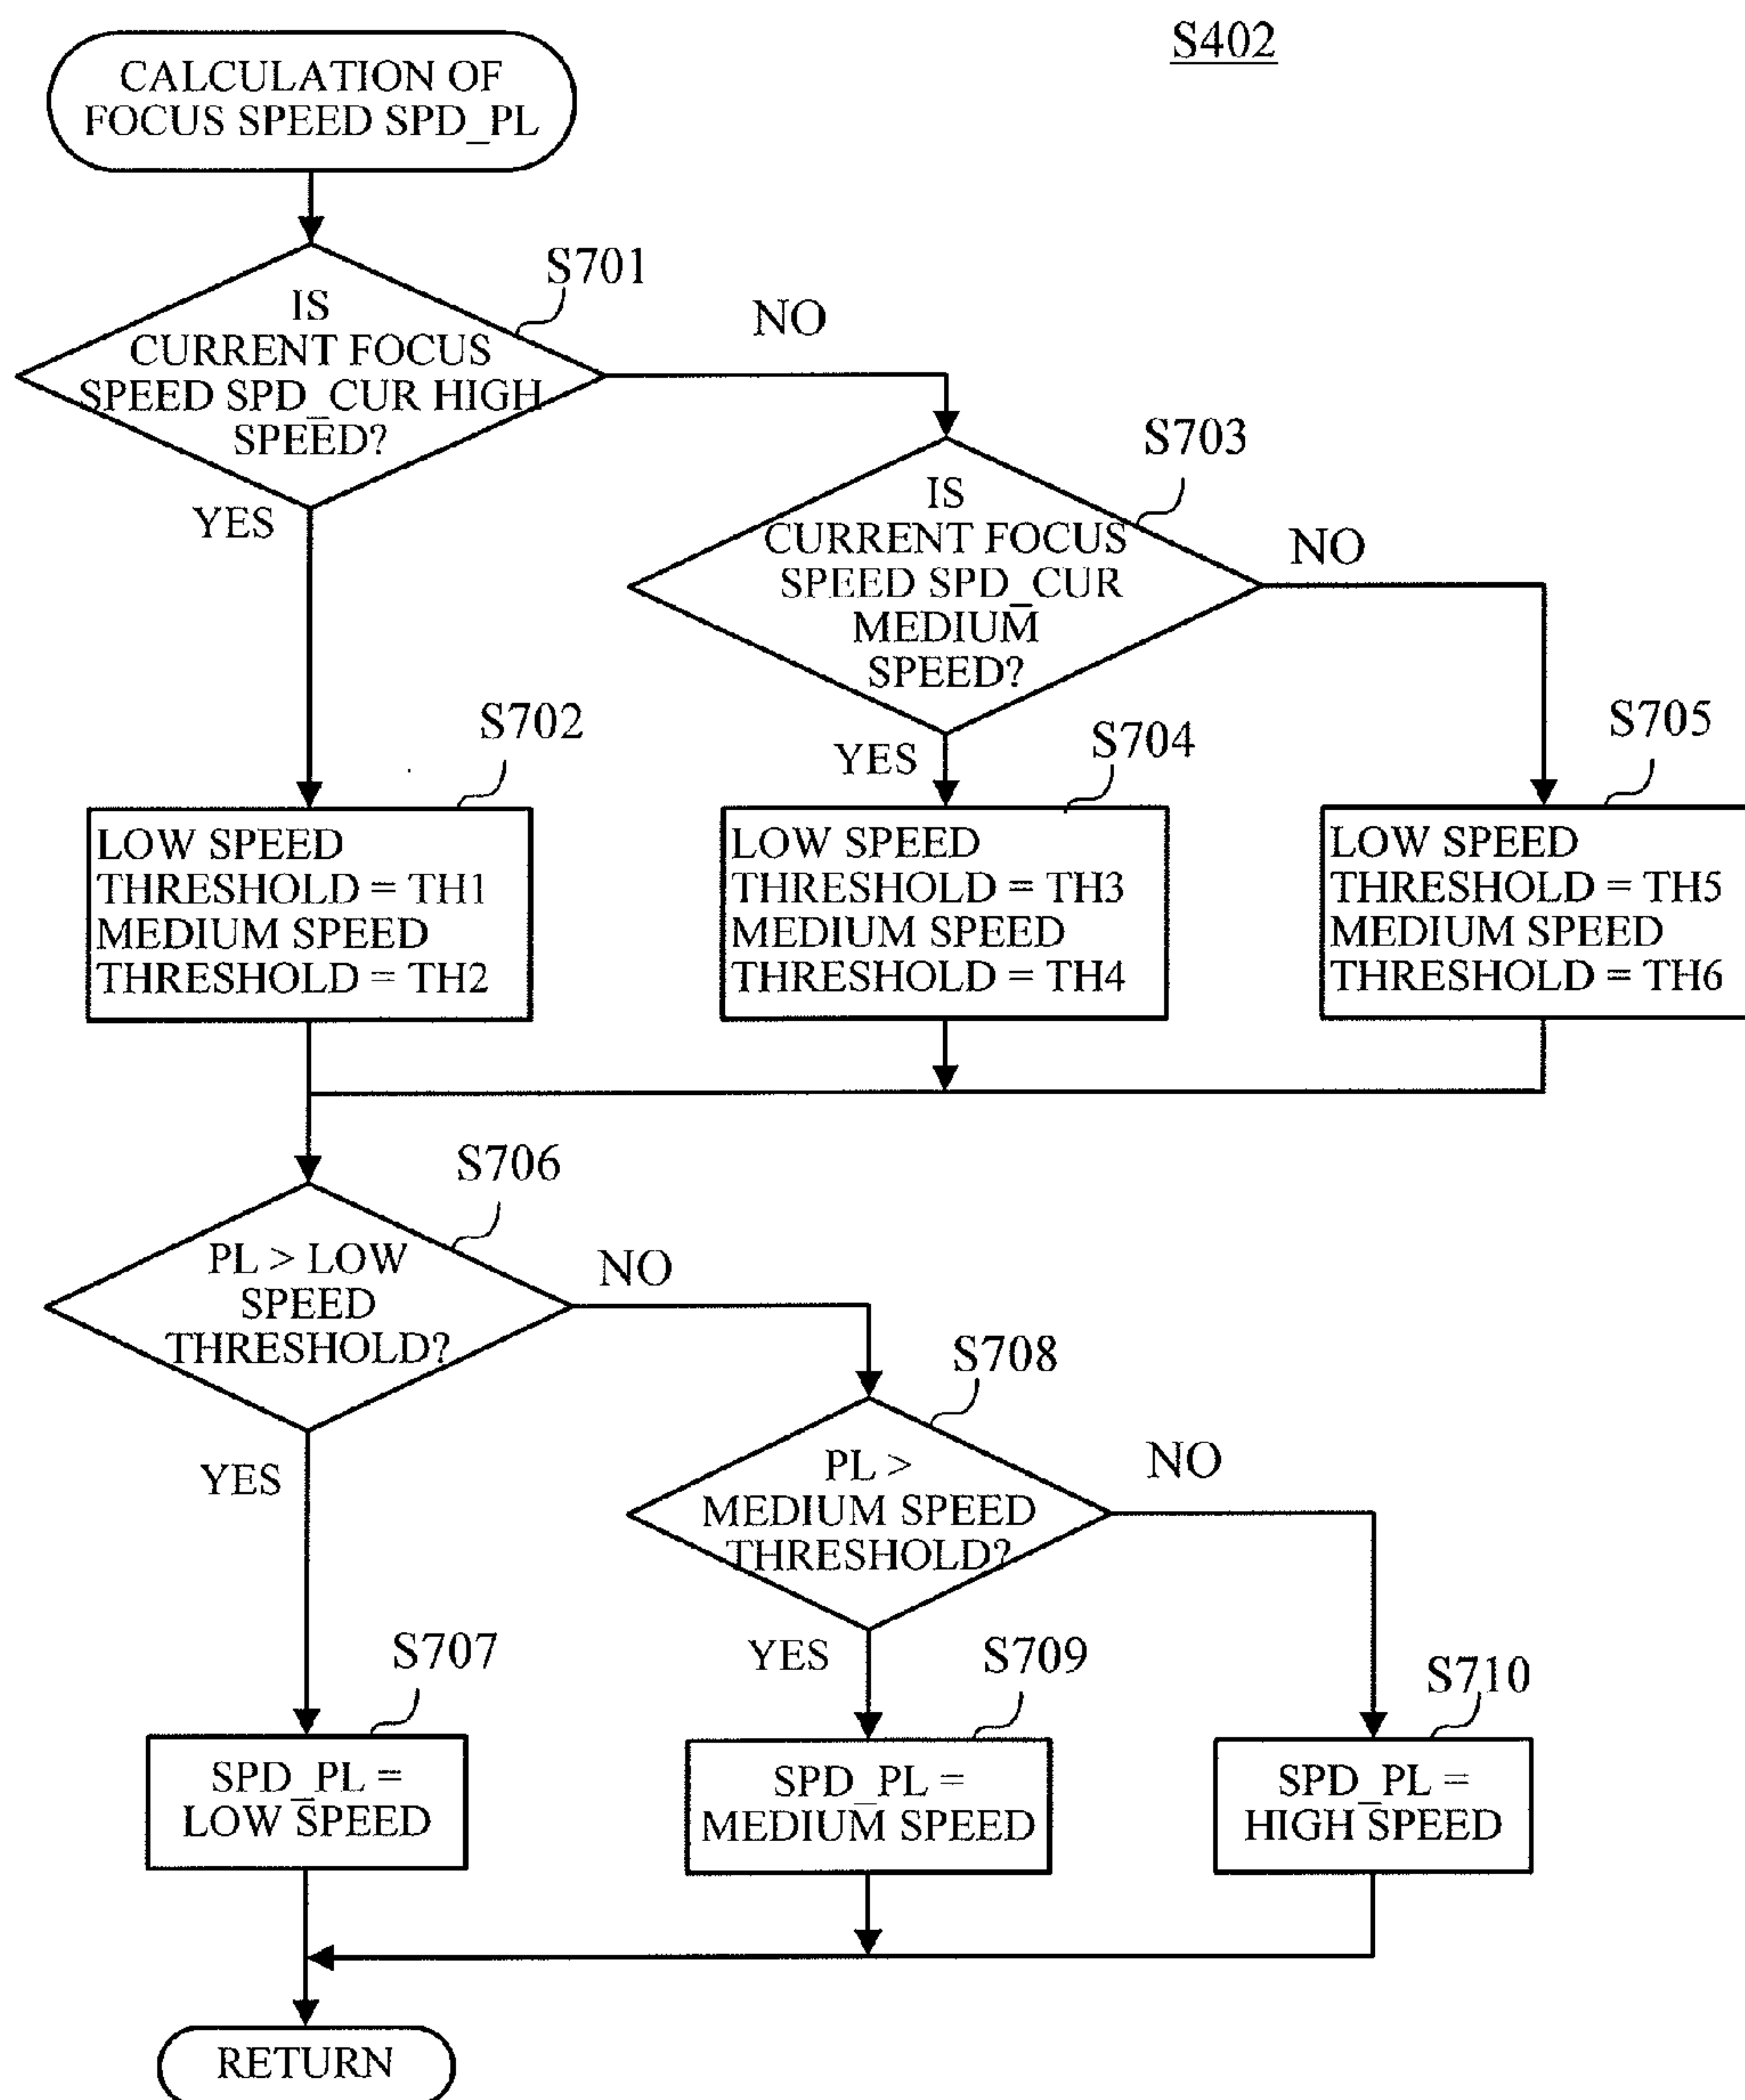 S402
CALCULATION OF
FOCUS SPEED SPD_PL
S701
IS
CURRENT FOCUS
SPEED SPD_CUR HIGH
SPEED?
NO
YES
S703
IS
CURRENT FOCUS
SPEED SPD_CUR
MEDIUM
SPEED?
NO
YES
S702
LOW SPEED
THRESHOLD = TH1
MEDIUM SPEED
THRESHOLD = TH2
S704
LOW SPEED
THRESHOLD = TH3
MEDIUM SPEED
THRESHOLD = TH4
S705
LOW SPEED
THRESHOLD = TH5
MEDIUM SPEED
THRESHOLD = TH6
S706
PL > LOW
SPEED
THRESHOLD?
NO
YES
S708
PL >
MEDIUM SPEED
THRESHOLD?
NO
YES
S707
SPD_PL =
LOW SPEED
S709
SPD_PL =
MEDIUM SPEED
S710
SPD_PL =
HIGH SPEED
RETURN